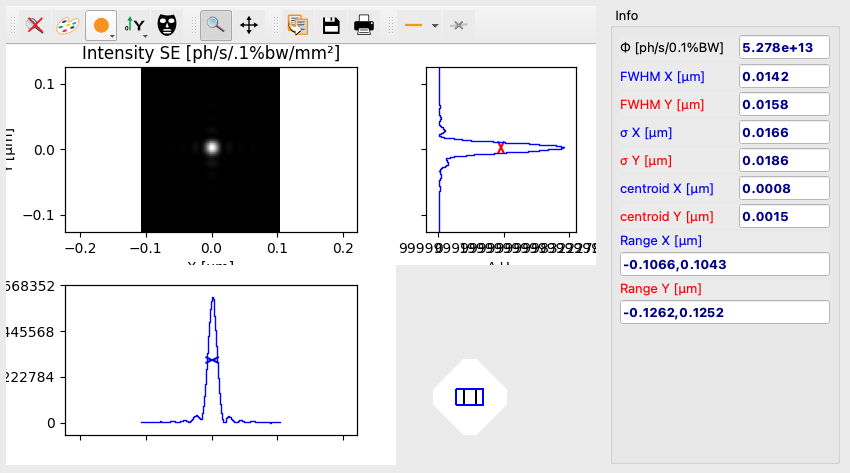 Info
Intensity SE [ph/s/.1%bw/mm²]
Φ [ph/s/0.1%BW] 5.278e+13
FWHM X [μm] 0.0142
FWHM Y [μm] 0.0158
σ X [μm] 0.0166
σ Y [μm] 0.0186
centroid X [μm] 0.0008
centroid Y [μm] 0.0015
Range X [μm]
-0.1066,0.1043
Range Y [μm]
-0.1262,0.1252
Y
0.1
0.0
−0.1
−0.2 −0.1 0.0 0.1 0.2
668352
445568
222784
0